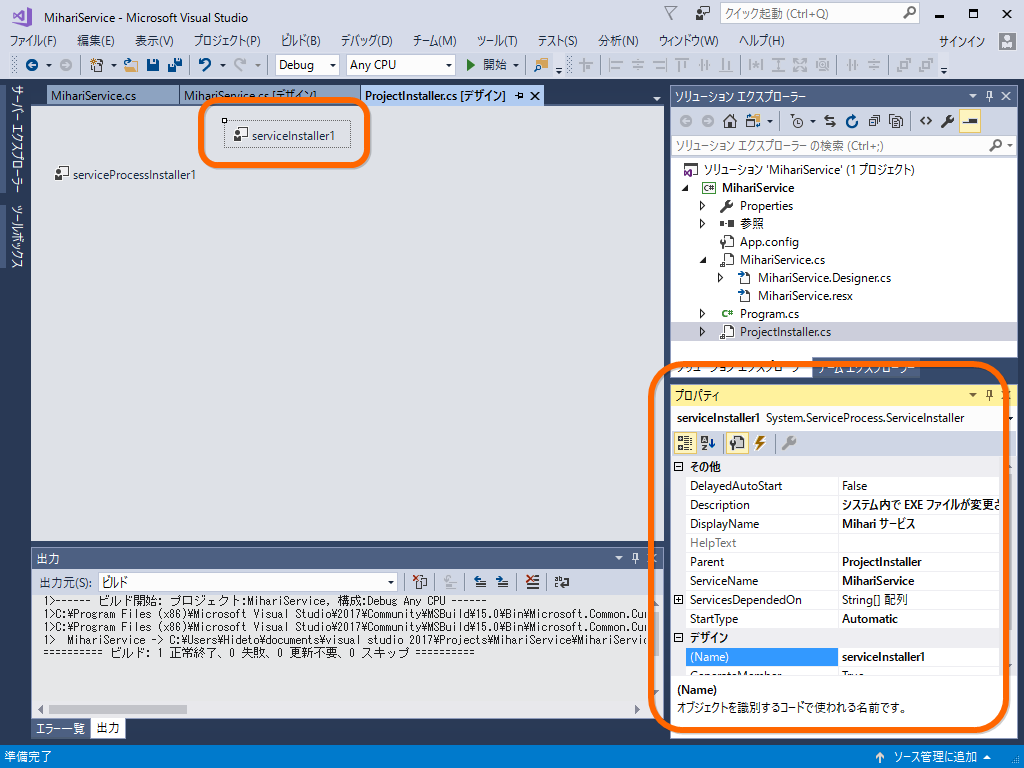 MihariService - Microsoft Visual Studio
クイック起動 (Ctrl+Q)
ファイル(F) 編集(E) 表示(V) プロジェクト(P) ビルド(B) デバッグ(D) チーム(M) ツール(T) テスト(S) 分析(N) ウィンドウ(W) ヘルプ(H) サインイン
Debug Any CPU 開始
サーバー エクスプローラー
ツールボックス
MihariService.cs MihariService.cs [デザイン] ProjectInstaller.cs [デザイン]
serviceInstaller1
serviceProcessInstaller1
ソリューション エクスプローラー
ソリューション エクスプローラー の検索 (Ctrl+;)
ソリューション 'MihariService' (1 プロジェクト)
C# MihariService
Properties
参照
App.config
MihariService.cs
MihariService.Designer.cs
MihariService.resx
C# Program.cs
ProjectInstaller.cs
ソリューション エクスプローラー チーム エクスプローラー
プロパティ
serviceInstaller1 System.ServiceProcess.ServiceInstaller
その他
DelayedAutoStart False
Description システム内で EXE ファイルが変更さ
DisplayName Mihari サービス
HelpText
Parent ProjectInstaller
ServiceName MihariService
ServicesDependedOn String[] 配列
StartType Automatic
デザイン
(Name) serviceInstaller1
GenerateMember True
(Name)
オブジェクトを識別するコードで使われる名前です。
出力
出力元(S): ビルド
1>------ ビルド開始: プロジェクト:MihariService, 構成:Debug Any CPU ------
1>C:¥Program Files (x86)¥Microsoft Visual Studio¥2017¥Community¥MSBuild¥15.0¥Bin¥Microsoft.Common.Cur
1>C:¥Program Files (x86)¥Microsoft Visual Studio¥2017¥Community¥MSBuild¥15.0¥Bin¥Microsoft.Common.Cur
1>  MihariService -> C:¥Users¥Hideto¥documents¥visual studio 2017¥Projects¥MihariService¥MihariServic
========== ビルド: 1 正常終了、0 失敗、0 更新不要、0 スキップ ==========
エラー一覧 出力
準備完了 ソース管理に追加